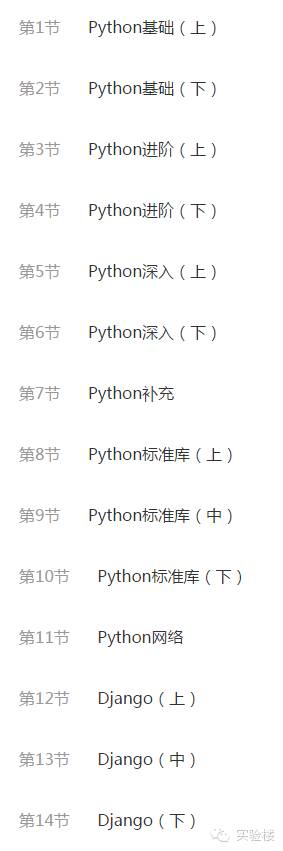 第1节 Python基础（上）
第2节 Python基础（下）
第3节 Python进阶（上）
第4节 Python进阶（下）
第5节 Python深入（上）
第6节 Python深入（下）
第7节 Python补充
第8节 Python标准库（上）
第9节 Python标准库（中）
第10节 Python标准库（下）
第11节 Python网络
第12节 Django（上）
第13节 Django（中）
第14节 Django（下）
实验楼